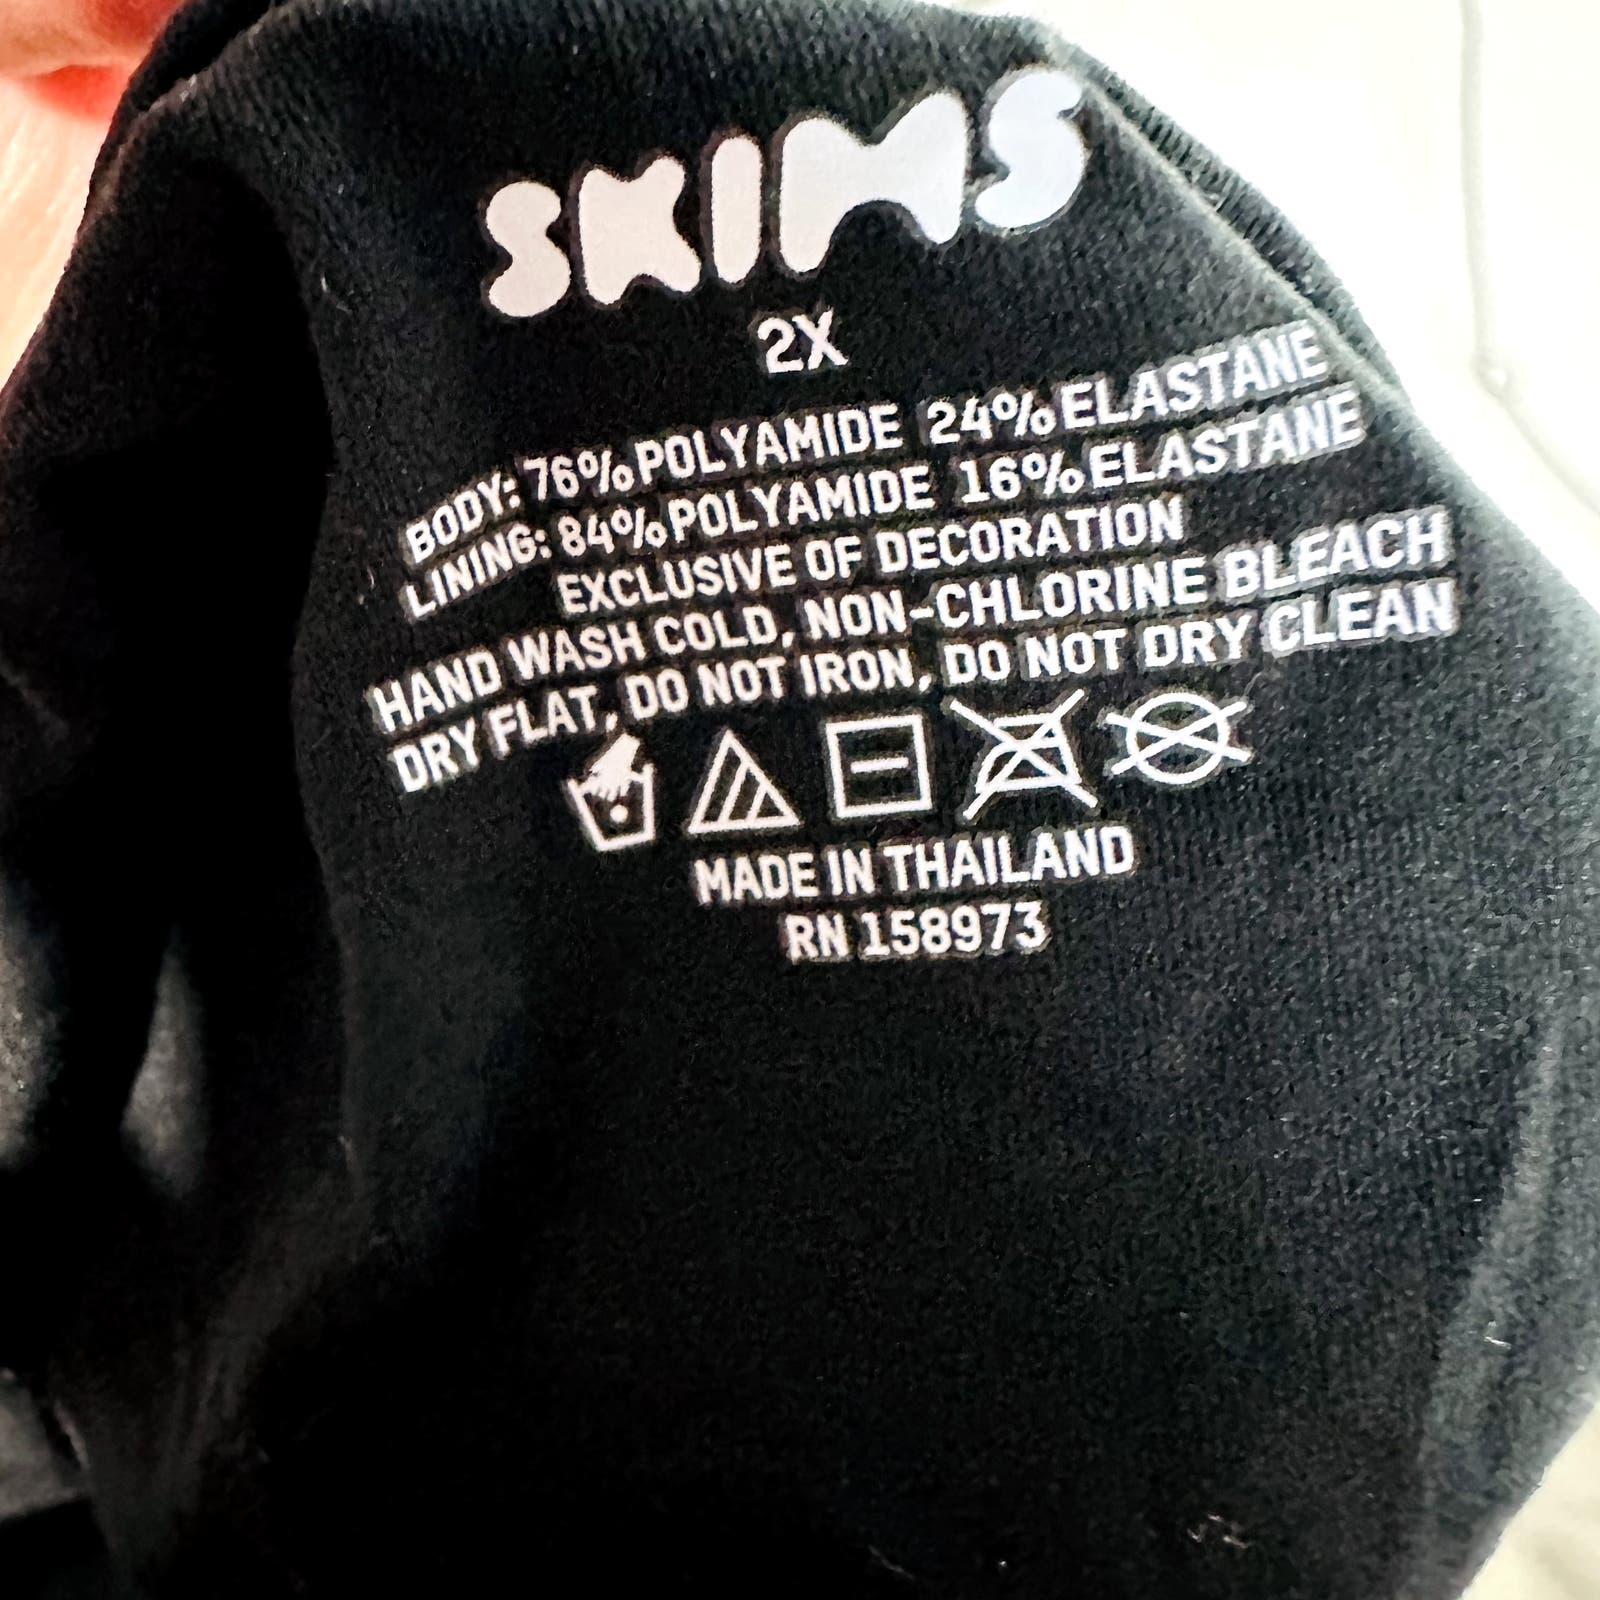 SKIMS
2X
BODY: 76% POLYAMIDE 24% ELASTANE
LINING: 84% POLYAMIDE 16% ELASTANE
EXCLUSIVE OF DECORATION
HAND WASH COLD, NON-CHLORINE BLEACH
DRY FLAT, DO NOT IRON, DO NOT DRY CLEAN
MADE IN THAILAND
RN 158973